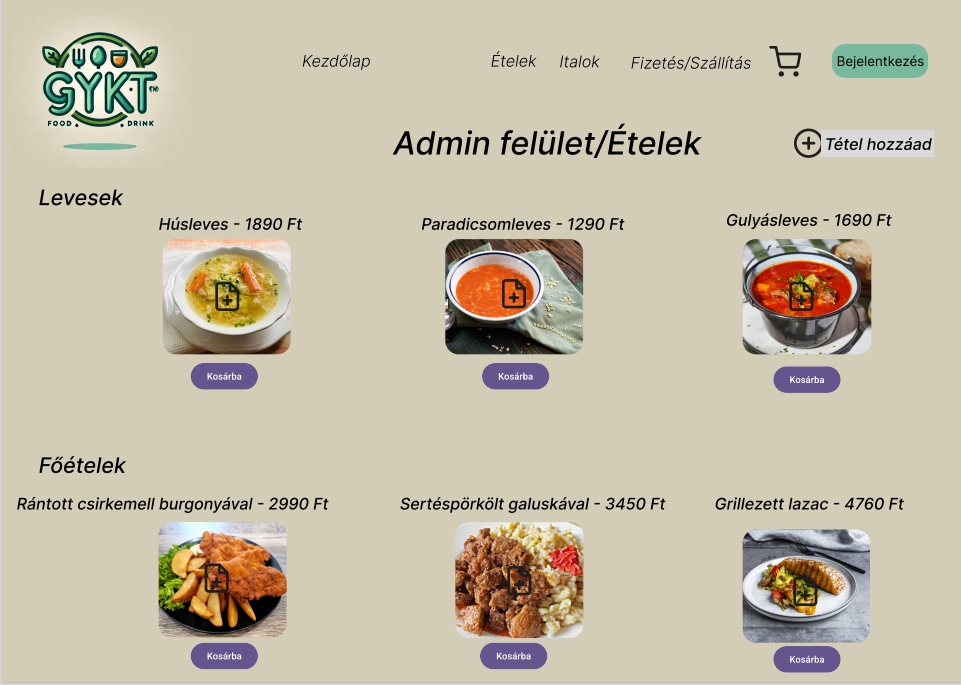 GYKT
FOOD DRINK
Kezdőlap Ételek Italok Fizetés/Szállítás Bejelentkezés
Admin felület/Ételek
Tétel hozzáad
Levesek
Húsleves - 1890 Ft
Paradicsomleves - 1290 Ft
Gulyásleves - 1690 Ft
Kosárba
Kosárba
Kosárba
Főételek
Rántott csirkemell burgonyával - 2990 Ft
Sertéspörkölt galuskával - 3450 Ft
Grillezett lazac - 4760 Ft
Kosárba
Kosárba
Kosárba